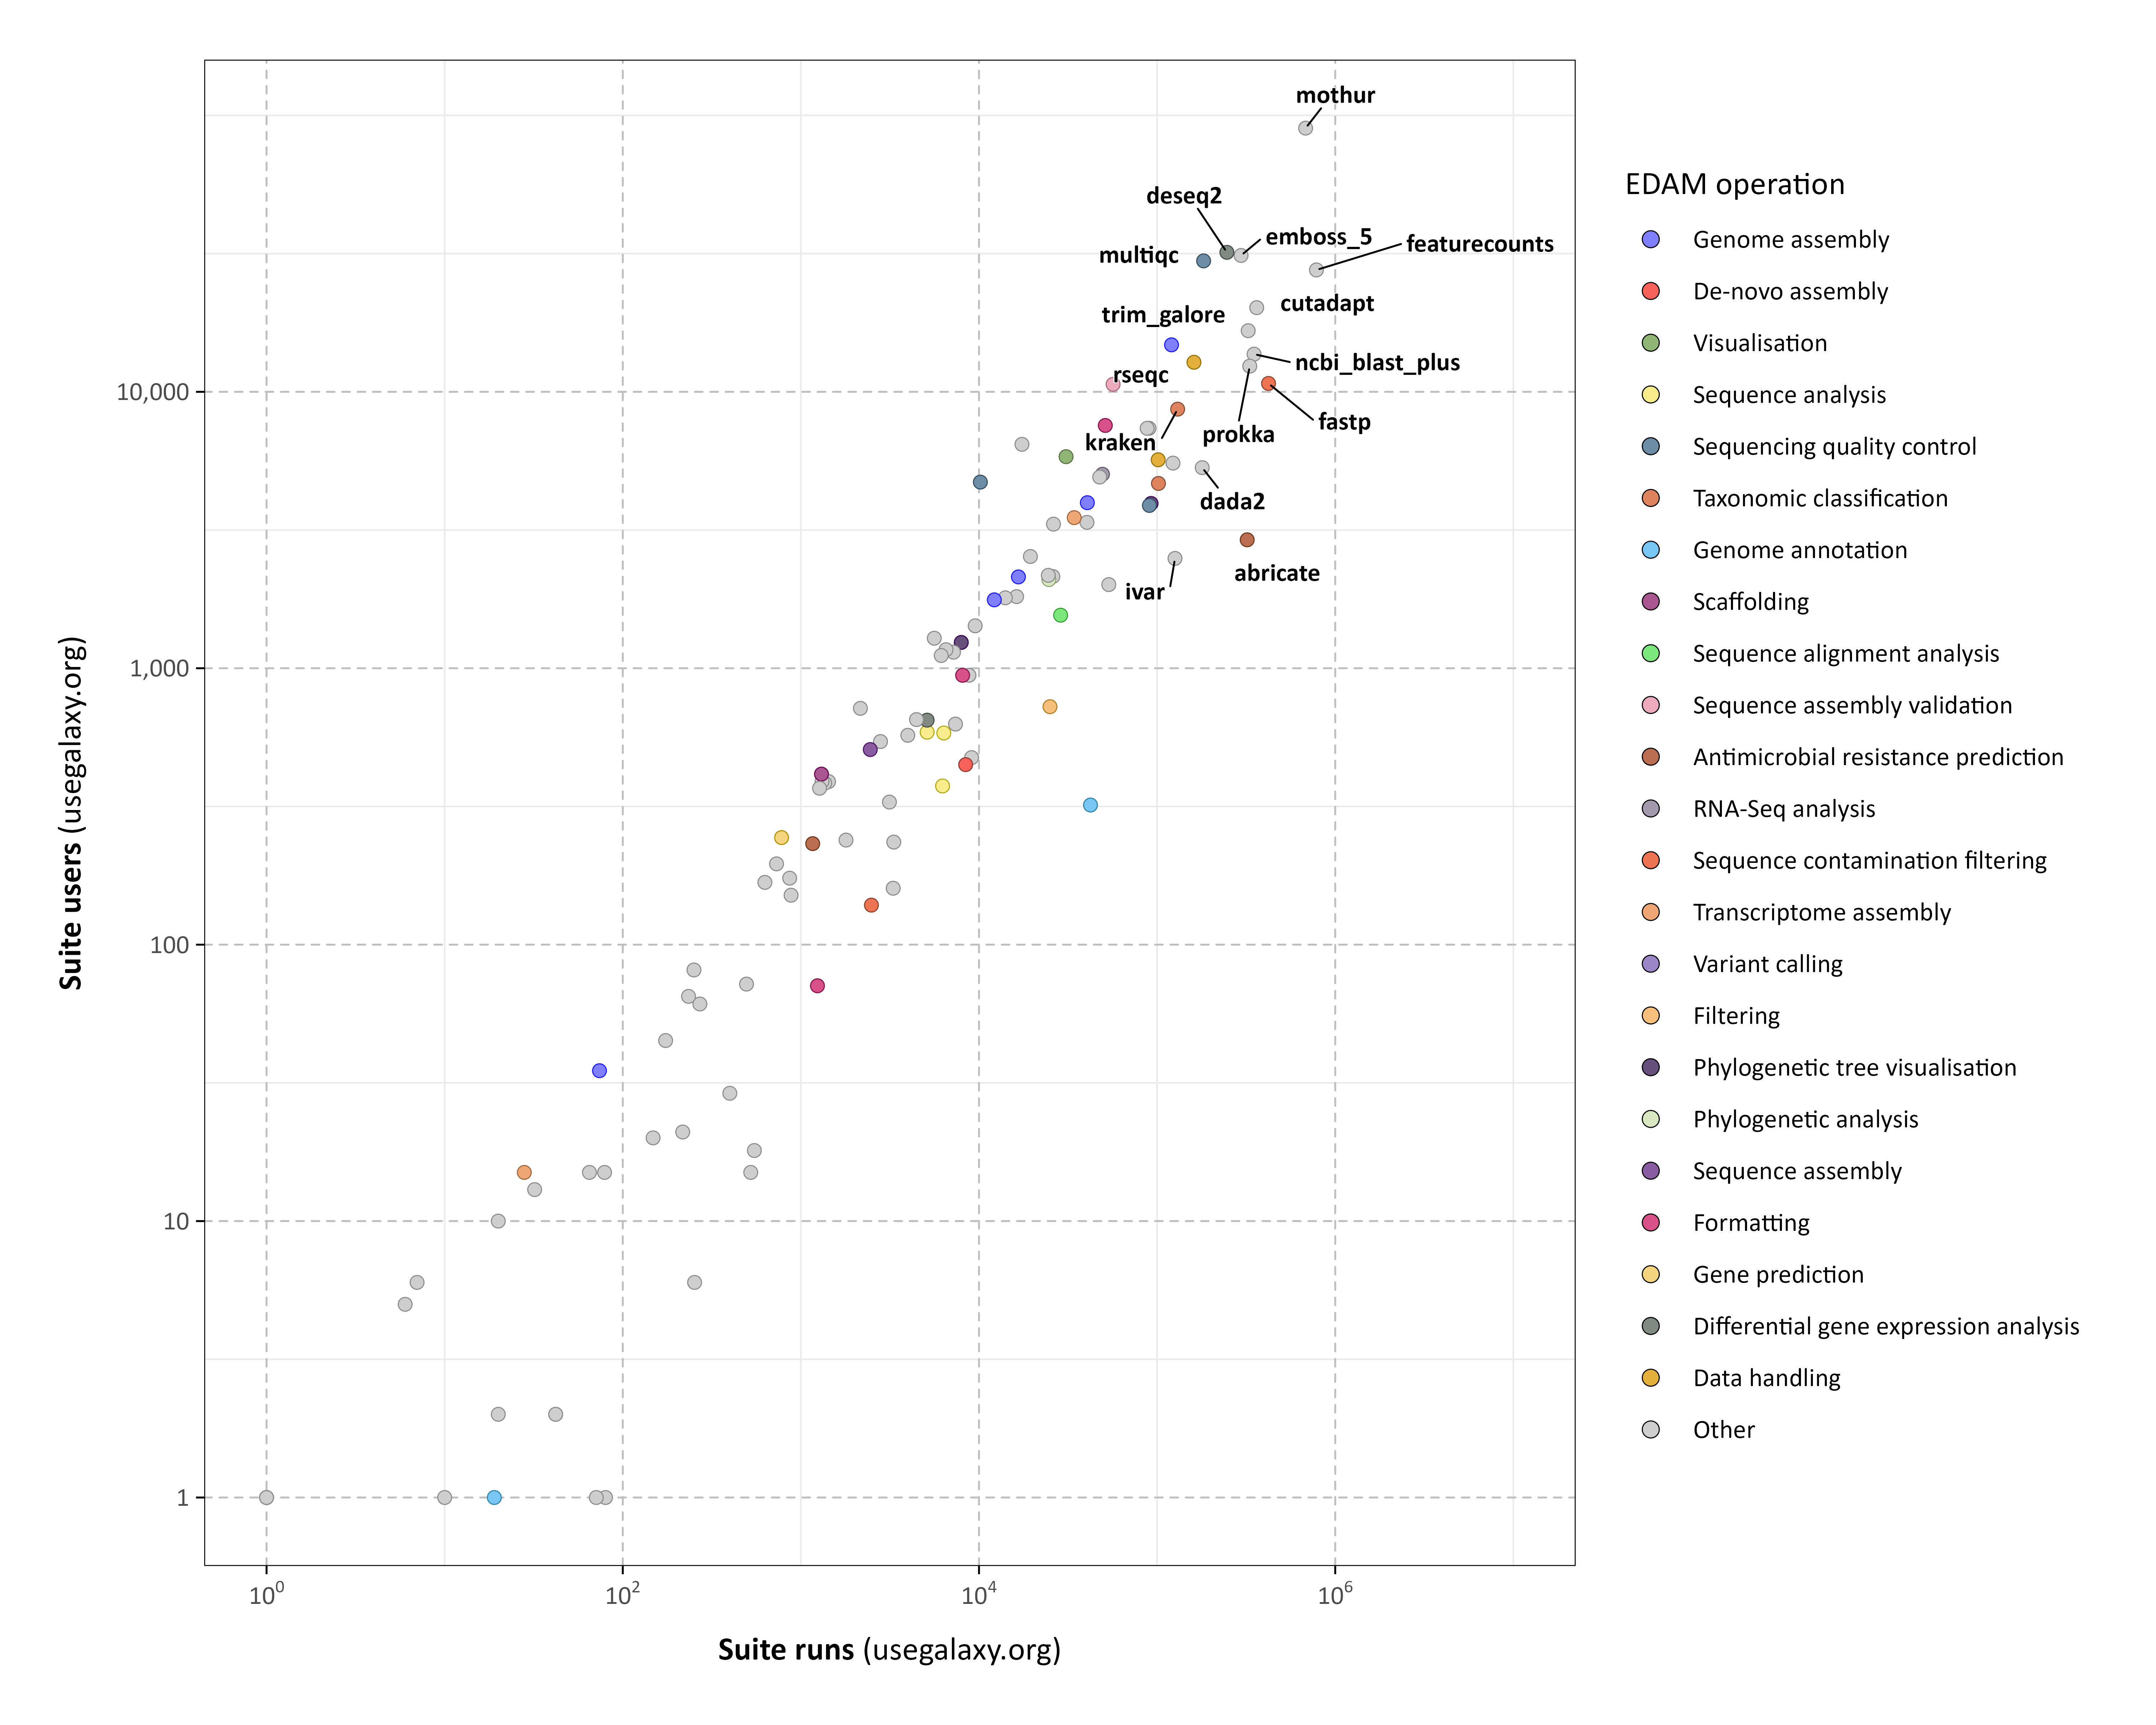 mothur
deseq2
emboss_5
featurecounts
multiqc
cutadapt
trim_galore
ncbi_blast_plus
rseqc
fastp
prokka
kraken
dada2
abricate
ivar
10,000
1,000
100
10
1
Suite users (usegalaxy.org)
10⁰ 10² 10⁴ 10⁶
Suite runs (usegalaxy.org)
EDAM operation
Genome assembly
De-novo assembly
Visualisation
Sequence analysis
Sequencing quality control
Taxonomic classification
Genome annotation
Scaffolding
Sequence alignment analysis
Sequence assembly validation
Antimicrobial resistance prediction
RNA-Seq analysis
Sequence contamination filtering
Transcriptome assembly
Variant calling
Filtering
Phylogenetic tree visualisation
Phylogenetic analysis
Sequence assembly
Formatting
Gene prediction
Differential gene expression analysis
Data handling
Other